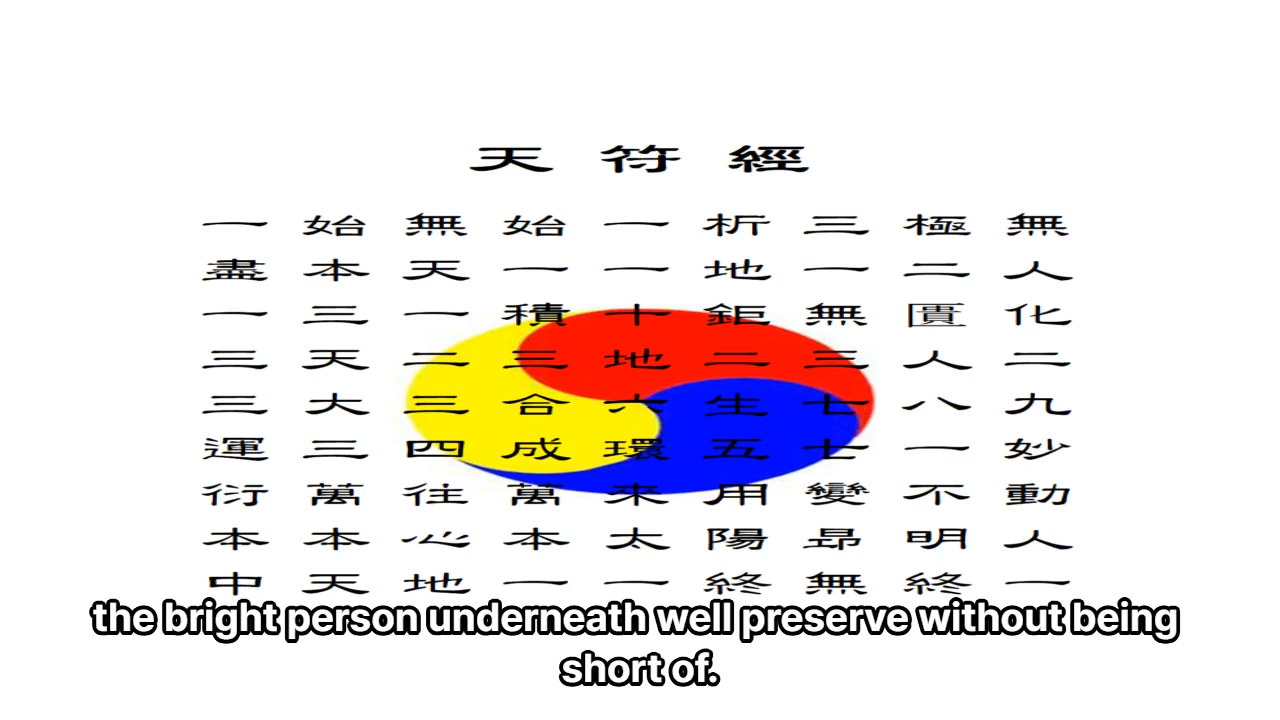 天符經
一始無始一析三極無
盡本天一一地一二人
一三一積十鉅無匱化
三天二三地二三人二
三大三合六生七八九
運三四成環五七一妙
衍萬往萬來用變不動
本本心本太陽昻明人
中天地一一終無終一
the bright person underneath well preserve without being
short of.